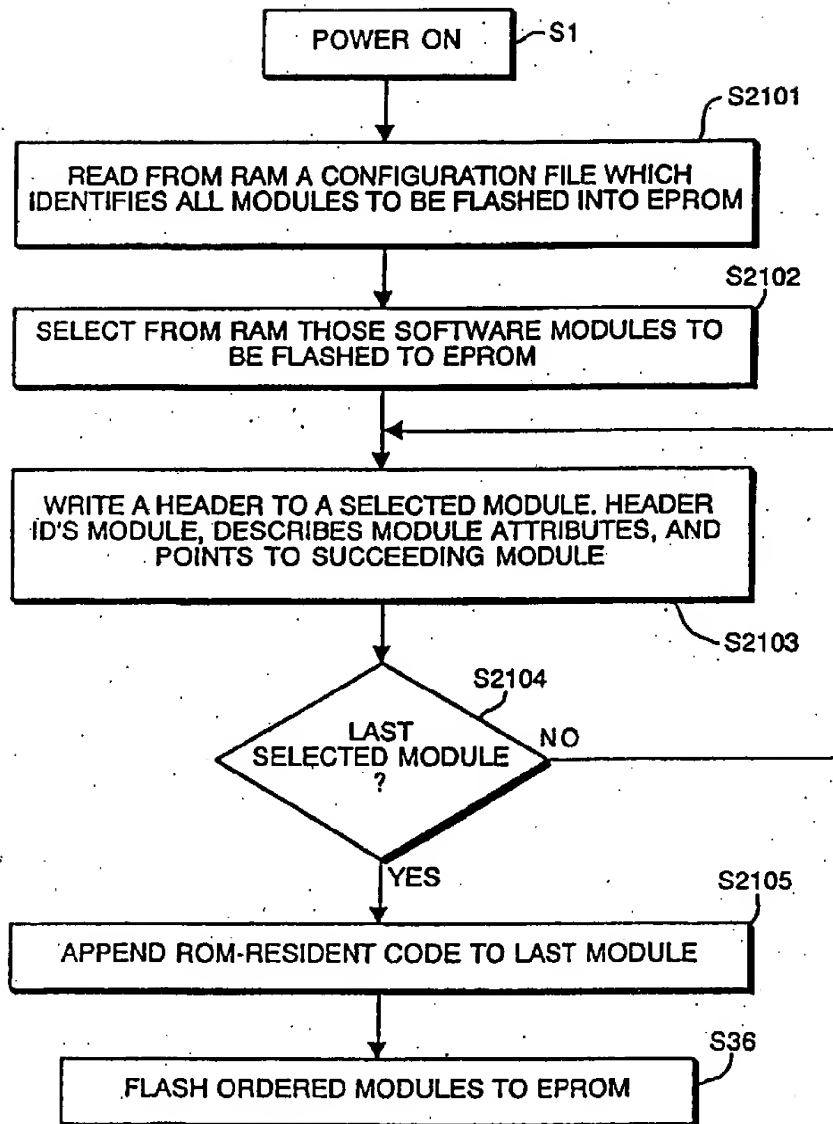 POWER ON
S1
S2101
READ FROM RAM A CONFIGURATION FILE WHICH
IDENTIFIES ALL MODULES TO BE FLASHED INTO EPROM
S2102
SELECT FROM RAM THOSE SOFTWARE MODULES TO
BE FLASHED TO EPROM
WRITE A HEADER TO A SELECTED MODULE. HEADER
ID'S MODULE, DESCRIBES MODULE ATTRIBUTES, AND
POINTS TO SUCCEEDING MODULE
S2103
S2104
LAST
SELECTED MODULE
?
NO
YES
S2105
APPEND ROM-RESIDENT CODE TO LAST MODULE
S36
FLASH ORDERED MODULES TO EPROM